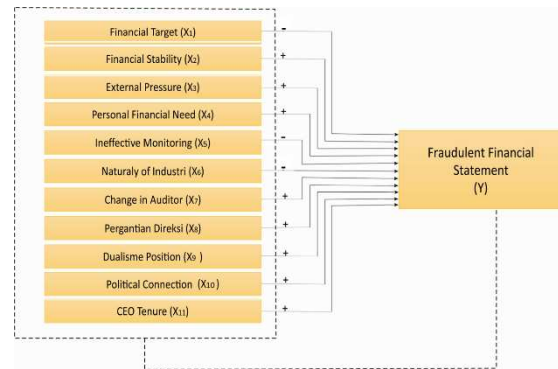 Financial Target (X1) -
Financial Stability (X2) +
External Pressure (X3) +
Personal Financial Need (X4) +
Ineffective Monitoring (X5) -
Naturaly of Industri (X6) -
Change in Auditor (X7) +
Pergantian Direksi (X8) +
Dualisme Position (X9 ) +
Political Connection (X10) +
CEO Tenure (X11) +
Fraudulent Financial
Statement
(Y)